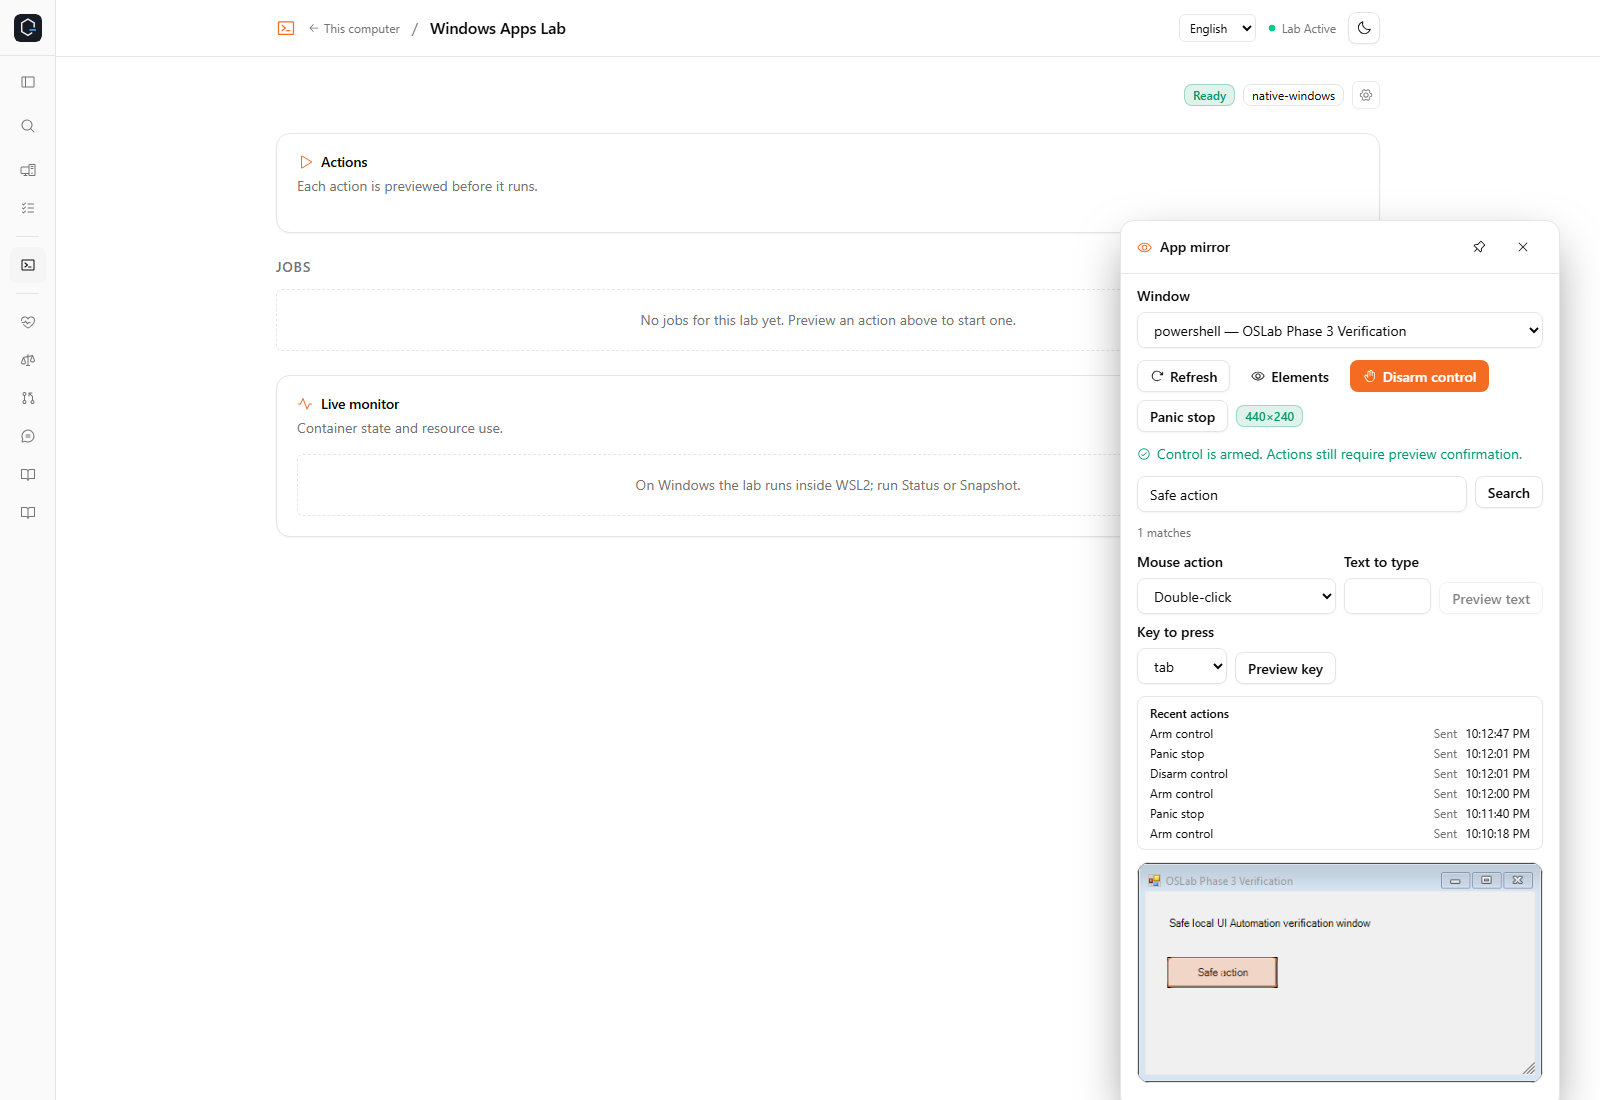 ← This computer / Windows Apps Lab
English
Lab Active
Ready
native-windows
Actions
Each action is previewed before it runs.
JOBS
No jobs for this lab yet. Preview an action above to start one.
Live monitor
Container state and resource use.
On Windows the lab runs inside WSL2; run Status or Snapshot.
App mirror
Window
powershell — OSLab Phase 3 Verification
Refresh
Elements
Disarm control
Panic stop
440×240
Control is armed. Actions still require preview confirmation.
Safe action
Search
1 matches
Mouse action
Text to type
Double-click
Preview text
Key to press
tab
Preview key
Recent actions
Arm control Sent 10:12:47 PM
Panic stop Sent 10:12:01 PM
Disarm control Sent 10:12:01 PM
Arm control Sent 10:12:00 PM
Panic stop Sent 10:11:40 PM
Arm control Sent 10:10:18 PM
OSLab Phase 3 Verification
Safe local UI Automation verification window
Safe action